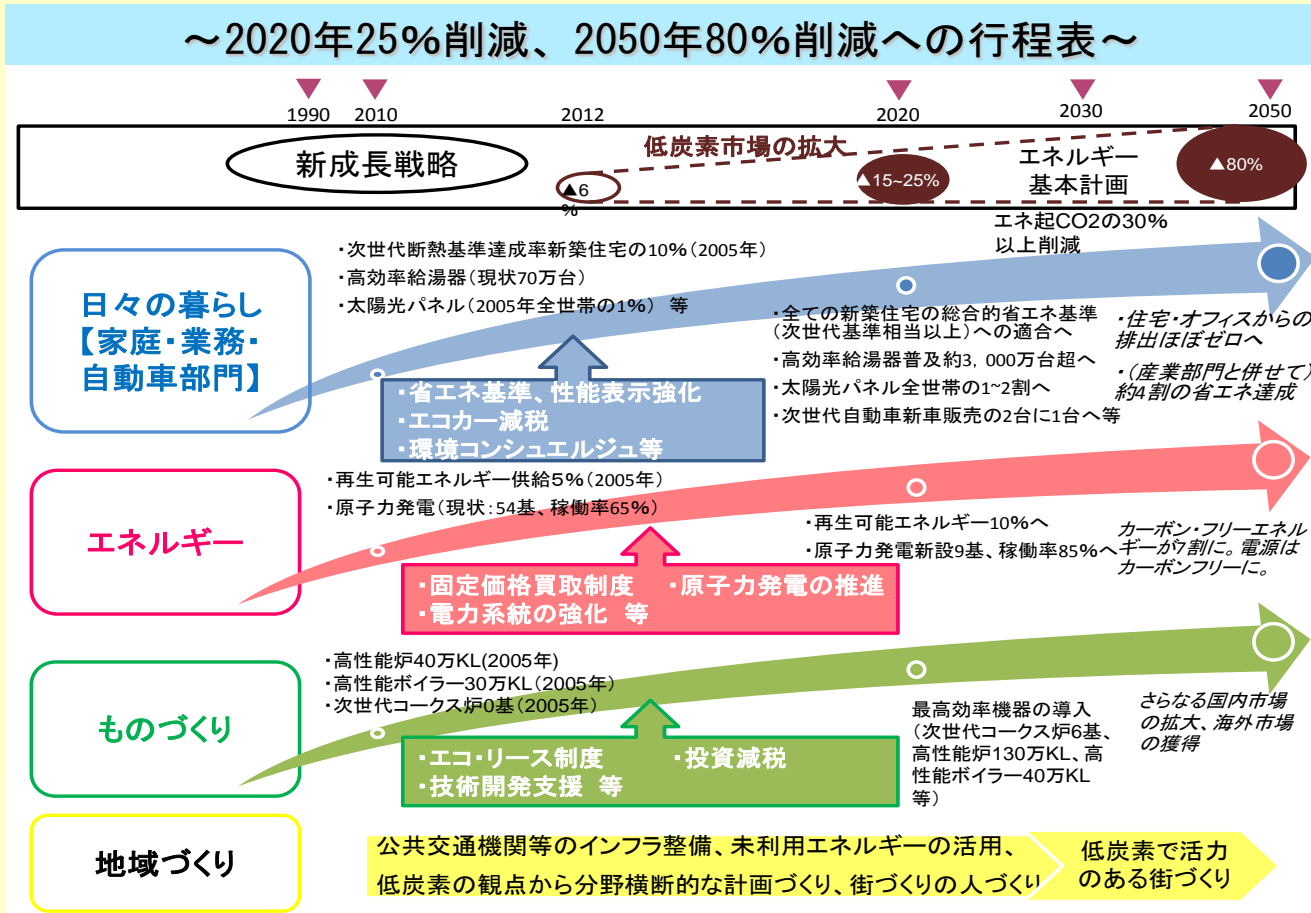 ～2020年25%削減、2050年80%削減への行程表～
1990 2010 2012 2020 2030 2050
新成長戦略
低炭素市場の拡大
▲6
%
▲15~25%
エネルギー
基本計画
▲80%
エネ起CO2の30%
以上削減
日々の暮らし
【家庭・業務・
自動車部門】
・次世代断熱基準達成率新築住宅の10%(2005年)
・高効率給湯器(現状70万台)
・太陽光パネル(2005年全世帯の1%) 等
・省エネ基準、性能表示強化
・エコカー減税
・環境コンシュエルジュ等
・全ての新築住宅の総合的省エネ基準
(次世代基準相当以上)への適合へ
・高効率給湯器普及約3,000万台超へ
・太陽光パネル全世帯の1~2割へ
・次世代自動車新車販売の2台に1台へ等
・住宅・オフィスからの
排出ほぼゼロへ
・(産業部門と併せて)
約4割の省エネ達成
エネルギー
・再生可能エネルギー供給5%(2005年)
・原子力発電(現状:54基、稼働率65%)
・固定価格買取制度 ・原子力発電の推進
・電力系統の強化 等
・再生可能エネルギー10%へ
・原子力発電新設9基、稼働率85%へ
カーボン・フリーエネル
ギーが7割に。電源は
カーボンフリーに。
ものづくり
・高性能炉40万KL(2005年)
・高性能ボイラー30万KL(2005年)
・次世代コークス炉0基(2005年)
・エコ・リース制度 ・投資減税
・技術開発支援 等
最高効率機器の導入
(次世代コークス炉6基、
高性能炉130万KL、高
性能ボイラー40万KL
等)
さらなる国内市場
の拡大、海外市場
の獲得
地域づくり
公共交通機関等のインフラ整備、未利用エネルギーの活用、
低炭素の観点から分野横断的な計画づくり、街づくりの人づくり
低炭素で活力
のある街づくり